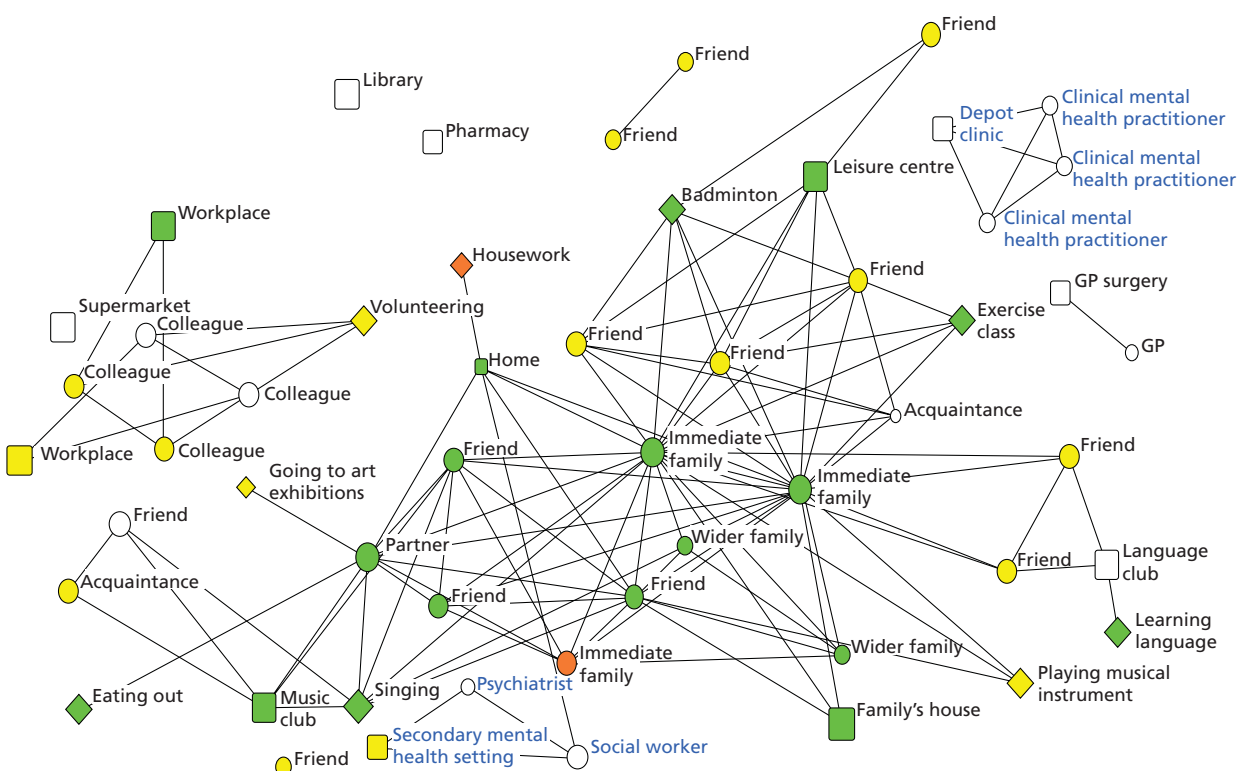 Friend
Friend
Library
Clinical mental
health practitioner
Depot
clinic
Pharmacy
Friend
Clinical mental
health practitioner
Leisure centre
Badminton
Workplace
Clinical mental
health practitioner
Housework
Friend
GP surgery
Supermarket
Volunteering
Exercise
class
Colleague
Friend
GP
Friend
Home
Colleague
Colleague
Acquaintance
Immediate
family
Friend
Friend
Colleague
Workplace
Going to art
exhibitions
Immediate
family
Friend
Wider family
Partner
Language
club
Friend
Acquaintance
Friend
Friend
Learning
language
Immediate
family
Wider family
Playing musical
instrument
Psychiatrist
Singing
Eating out
Music
club
Family's house
Secondary mental
health setting
Social worker
Friend